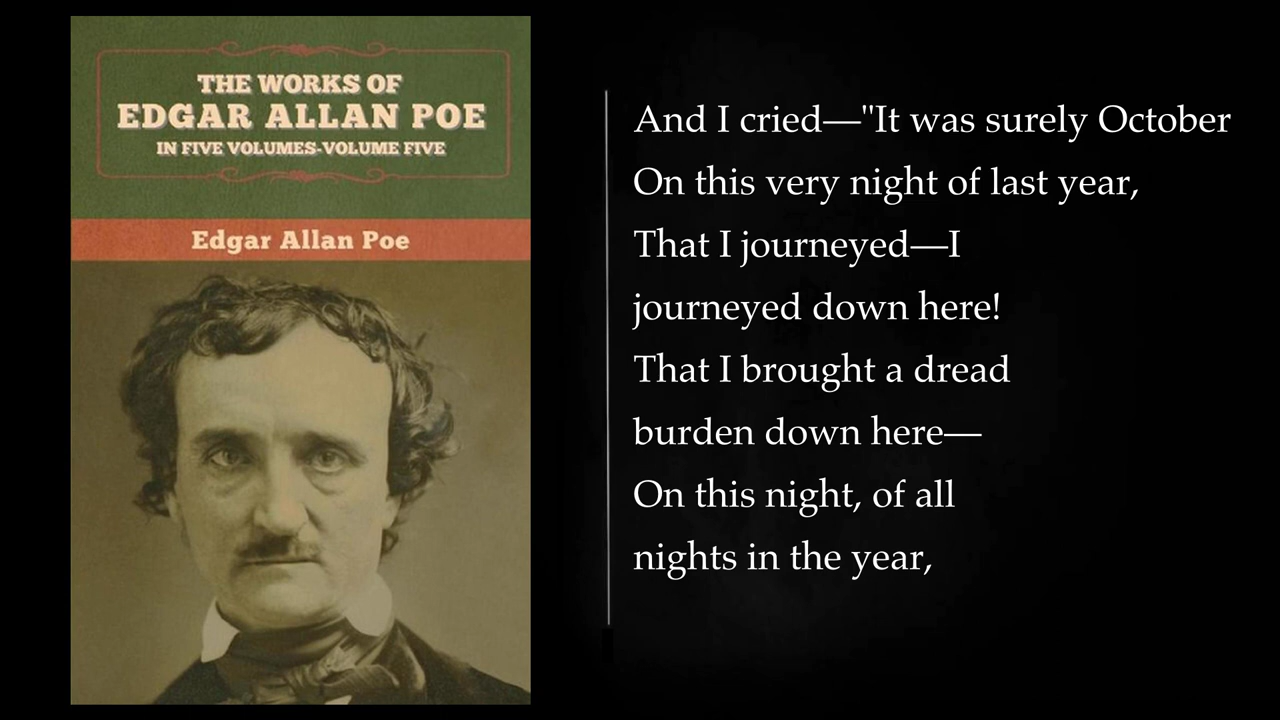 THE WORKS OF
EDGAR ALLAN POE
IN FIVE VOLUMES-VOLUME FIVE
Edgar Allan Poe
And I cried—"It was surely October
On this very night of last year,
That I journeyed—I
journeyed down here!
That I brought a dread
burden down here—
On this night, of all
nights in the year,